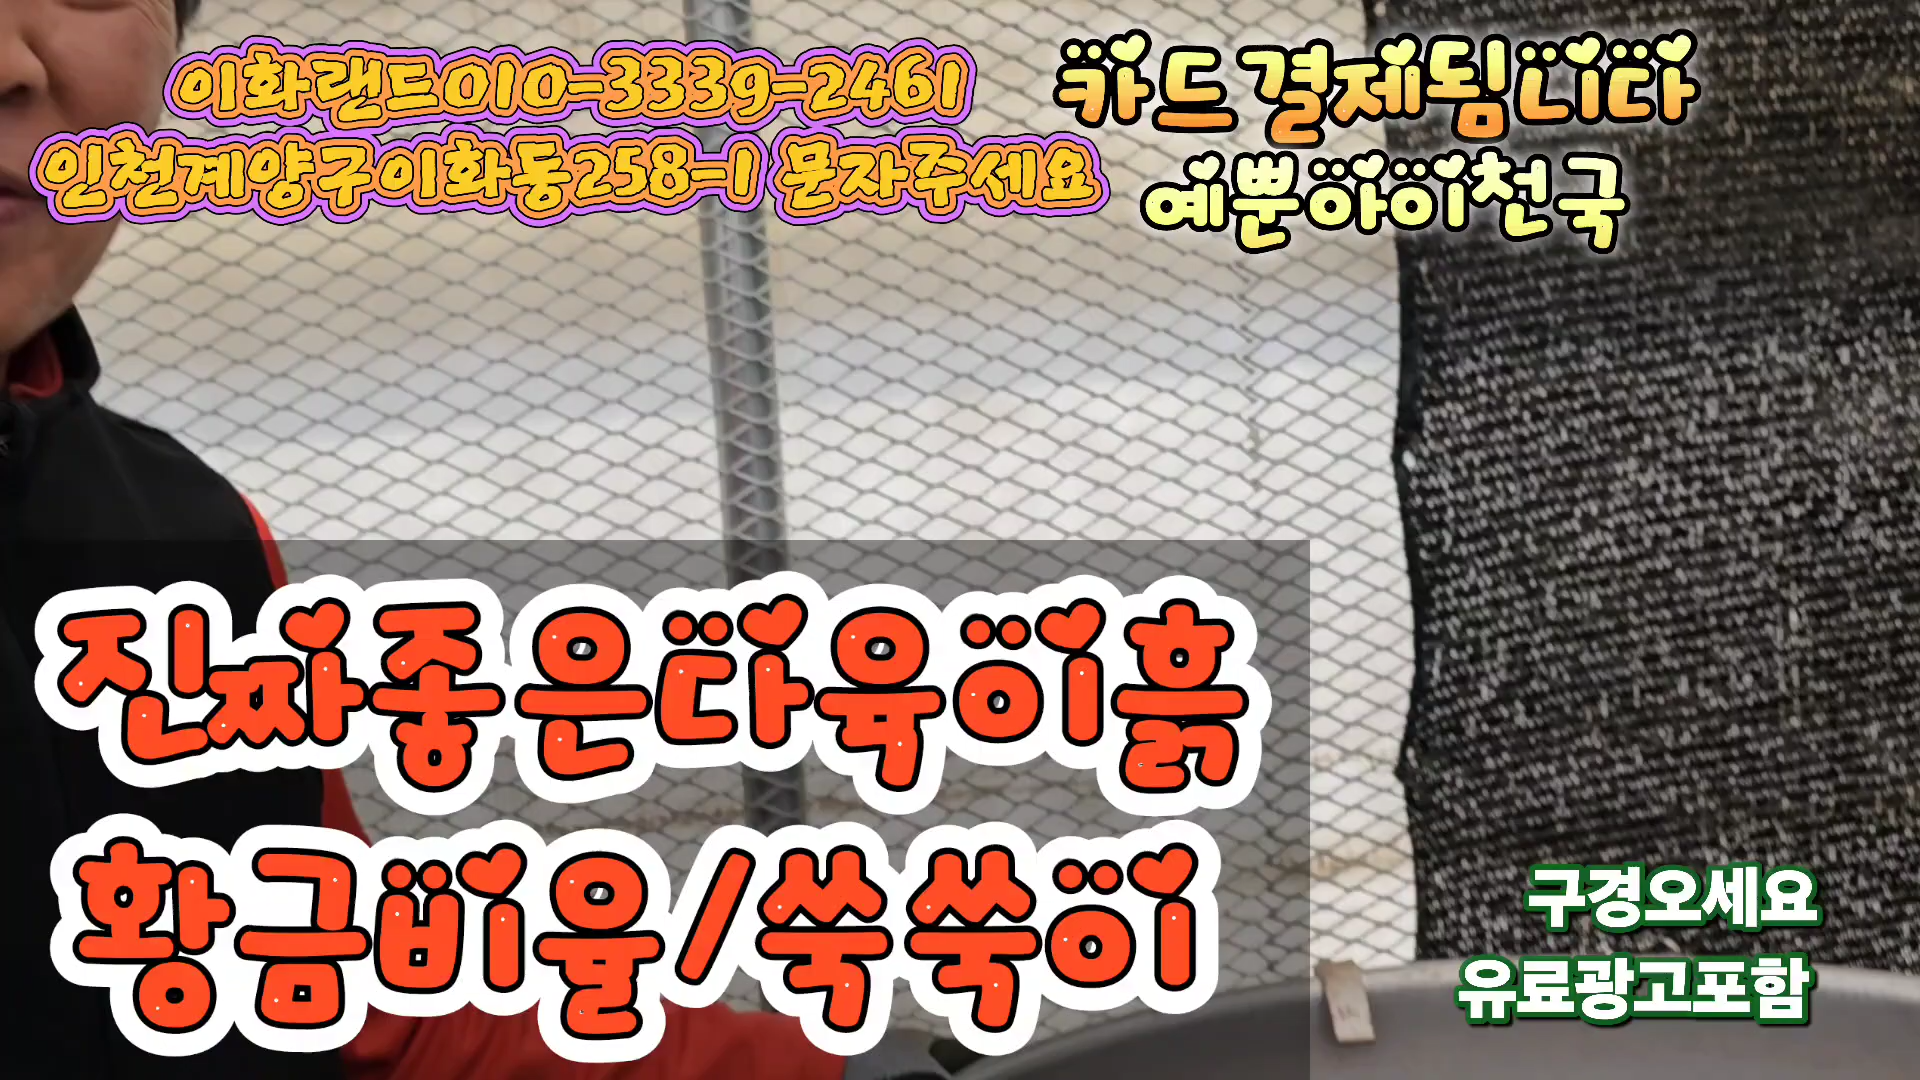 이화랜드010-3339-2461
인천계양구이화동258-1 문자주세요
카드결제됩니다
예쁜아이천국
진짜좋은다육이흙
황금비율/쑥쑥이
구경오세요
유료광고포함